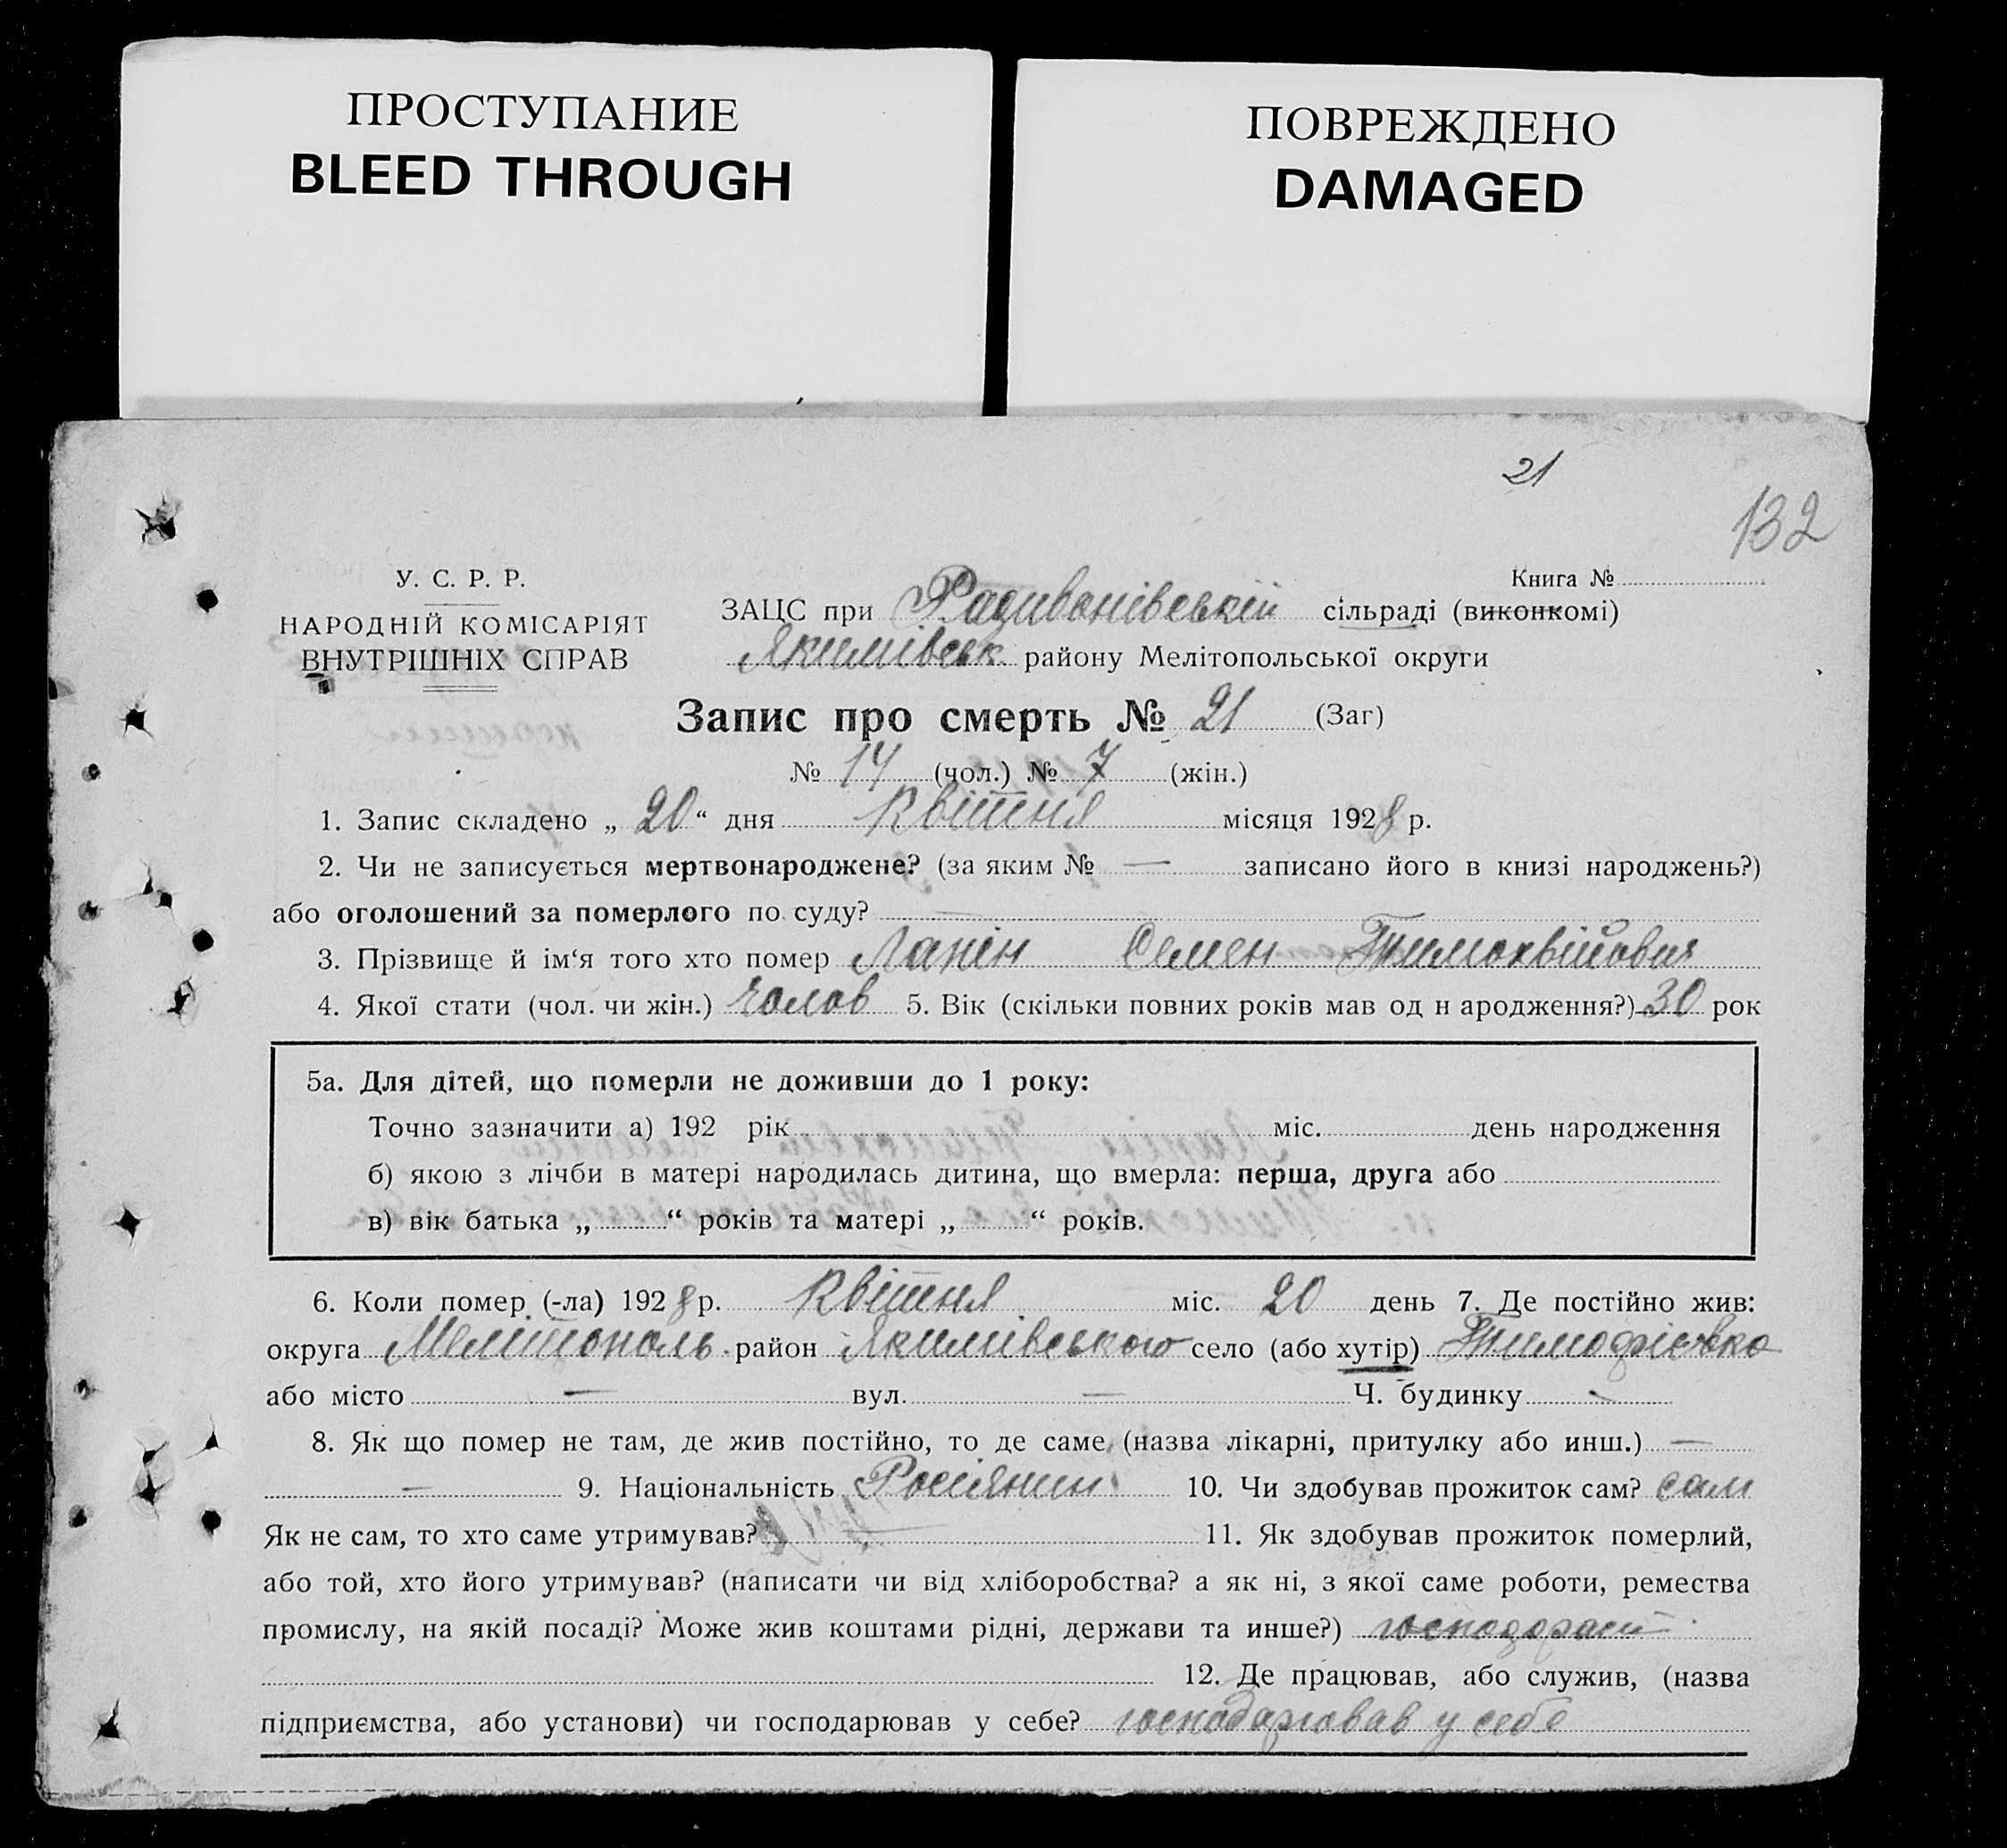 ПРОСТУПАНИЕ
BLEED THROUGH
ПОВРЕЖДЕНО
DAMAGED
21
132
У. С. Р. Р.
НАРОДНІЙ КОМІСАРІЯТ
ВНУТРІШНІХ СПРАВ
Книга №
ЗАЦС при Радивонівській сільраді (виконкомі)
Якимівськ району Мелітопольської округи
Запис про смерть № 21 (Заг)
№ 14 (чол.) № 7 (жін.)
1. Запис складено „ 20 “ дня Квітня місяця 1928 р.
2. Чи не записується мертвонароджене? (за яким № — записано його в книзі народжень?)
або оголошений за померлого по суду? —
3. Прізвище й ім‘я того хто помер Лапін Семен Тимохвійович
4. Якої стати (чол. чи жін.) чолов 5. Вік (скільки повних років мав од н ародження?) 30 рок
5а. Для дітей, що померли не доживши до 1 року:
Точно зазначити а) 192 рік міс. день народження
б) якою з лічби в матері народилась дитина, що вмерла: перша, друга або
в) вік батька „ “ років та матері „ “ років.
6. Коли помер (-ла) 1928 р. Квітня міс. 20 день 7. Де постійно жив:
округа Мелітополь район Якимівського село (або хутір) Тимофієвка
або місто — вул. — Ч. будинку —
8. Як що помер не там, де жив постійно, то де саме (назва лікарні, притулку або инш.) —
— 9. Національність Росіянин 10. Чи здобував прожиток сам? сам
Як не сам, то хто саме утримував? — 11. Як здобував прожиток померлий,
або той, хто його утримував? (написати чи від хліборобства? а як ні, з якої саме роботи, ремества
промислу, на якій посаді? Може жив коштами рідні, держави та инше?)
12. Де працював, або служив, (назва
підприємства, або установи) чи господарював у себе? господарював у себе